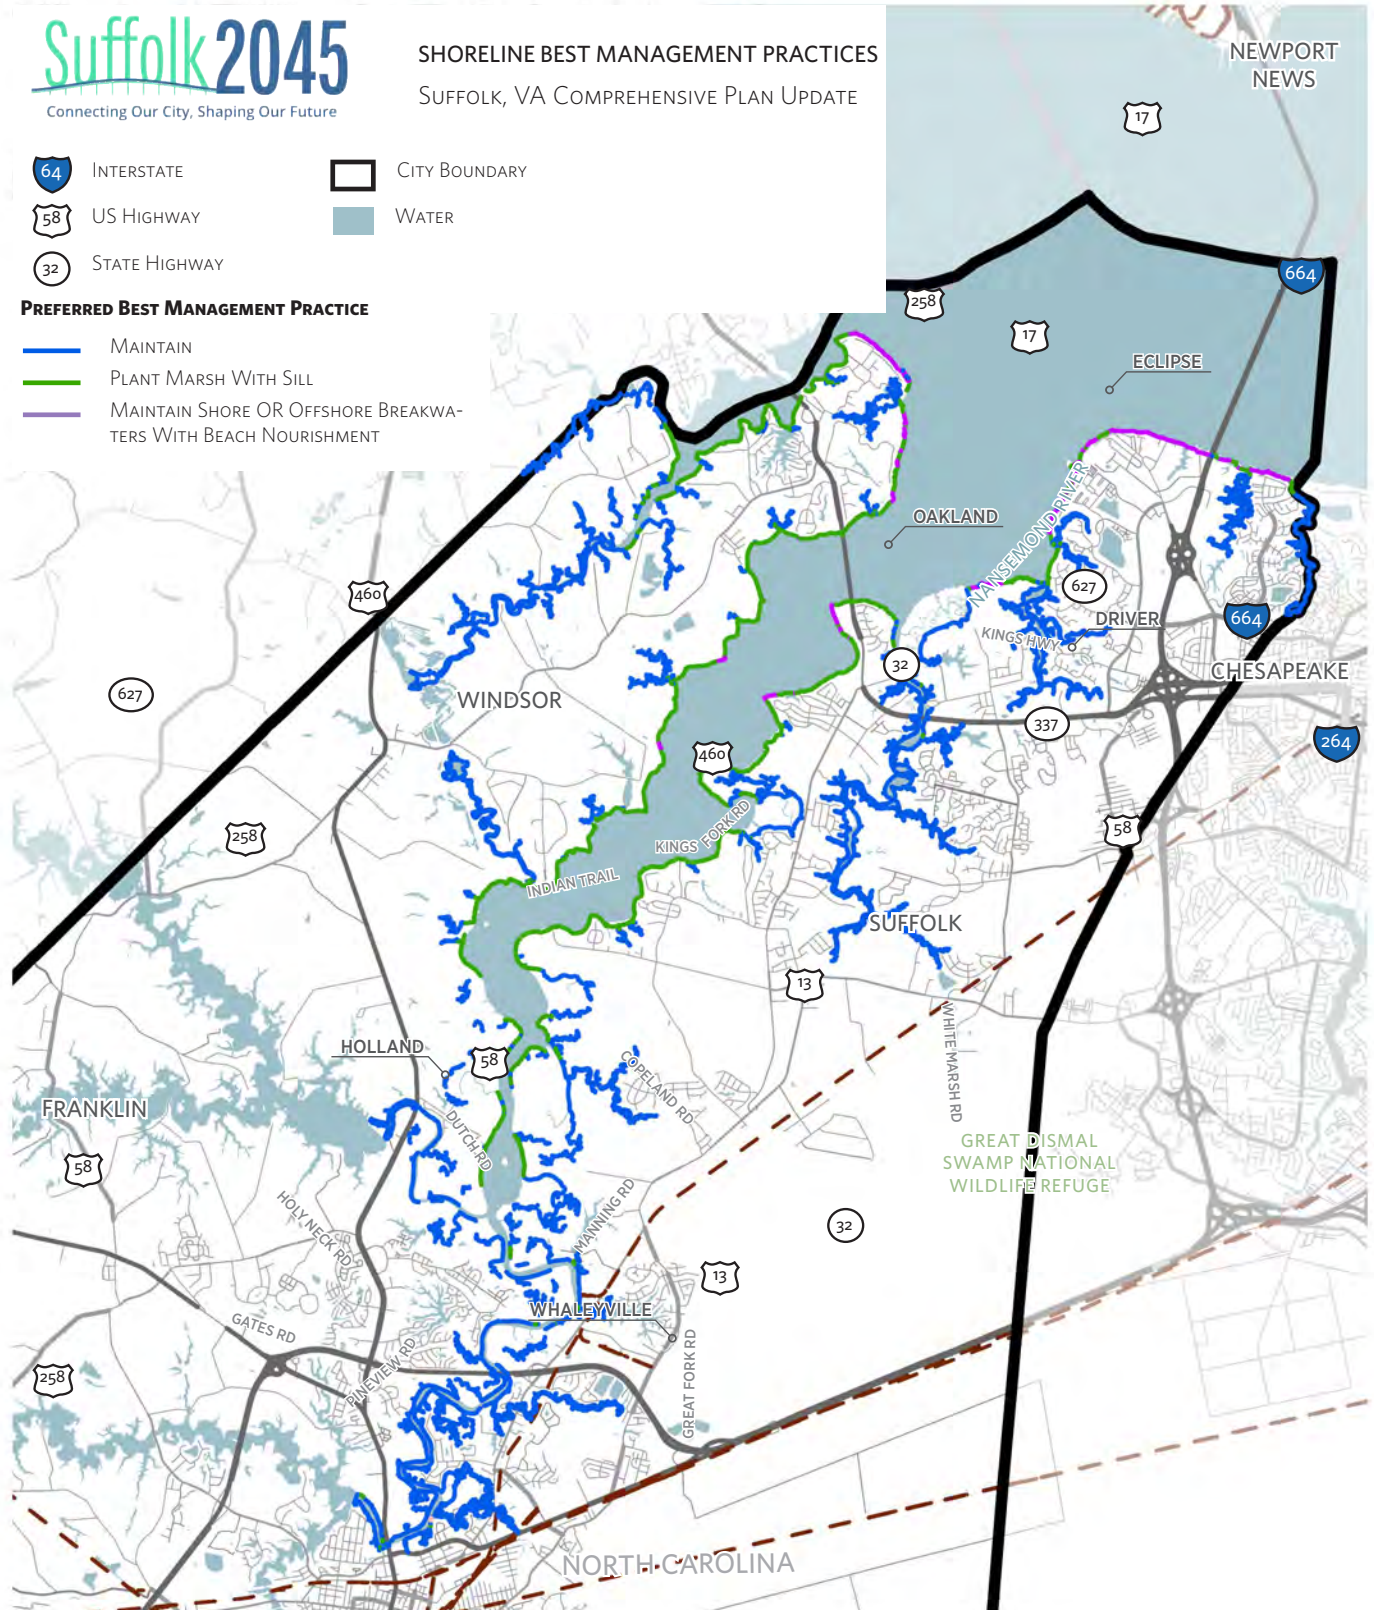 Suffolk2045
Connecting Our City, Shaping Our Future
SHORELINE BEST MANAGEMENT PRACTICES
SUFFOLK, VA COMPREHENSIVE PLAN UPDATE
64 INTERSTATE
58 US HIGHWAY
32 STATE HIGHWAY
CITY BOUNDARY
WATER
PREFERRED BEST MANAGEMENT PRACTICE
MAINTAIN
PLANT MARSH WITH SILL
MAINTAIN SHORE OR OFFSHORE BREAKWA-
TERS WITH BEACH NOURISHMENT
NEWPORT
NEWS
17
664
258
17
ECLIPSE
OAKLAND
NANSEMOND RIVER
460
627
DRIVER
KINGS HWY
664
32
CHESAPEAKE
627
WINDSOR
337
264
460
258
58
KINGS FORK RD
INDIAN TRAIL
SUFFOLK
13
HOLLAND
58
WHITE MARSH RD
COPELAND RD
FRANKLIN
DUTCH RD
GREAT DISMAL
SWAMP NATIONAL
WILDLIFE REFUGE
58
HOLY NECK RD
MANNING RD
32
13
WHALEYVILLE
GATES RD
PINEVIEW RD
GREAT FORK RD
258
NORTH CAROLINA